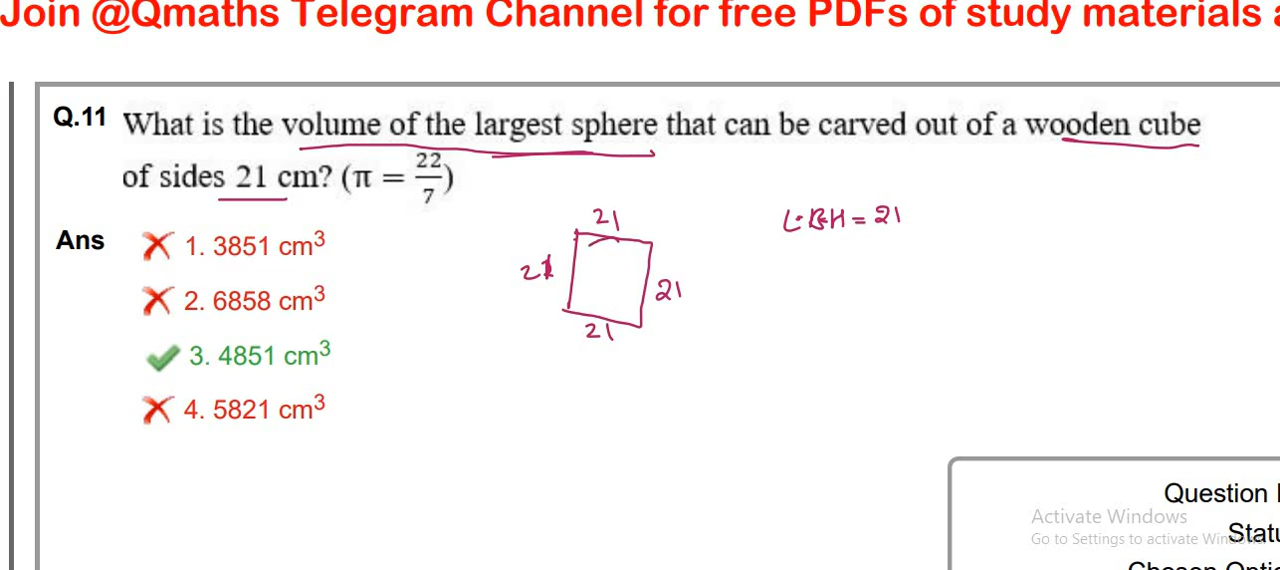 Join @Qmaths Telegram Channel for free PDFs of study materials a
Q.11 What is the volume of the largest sphere that can be carved out of a wooden cube
of sides 21 cm? (π = 22/7)
Ans 1. 3851 cm³
2. 6858 cm³
3. 4851 cm³
4. 5821 cm³
21
21
21
21
L·BH = 21
Question I
Activate Windows
Go to Settings to activate Windows.
Statu
Chosen Optio